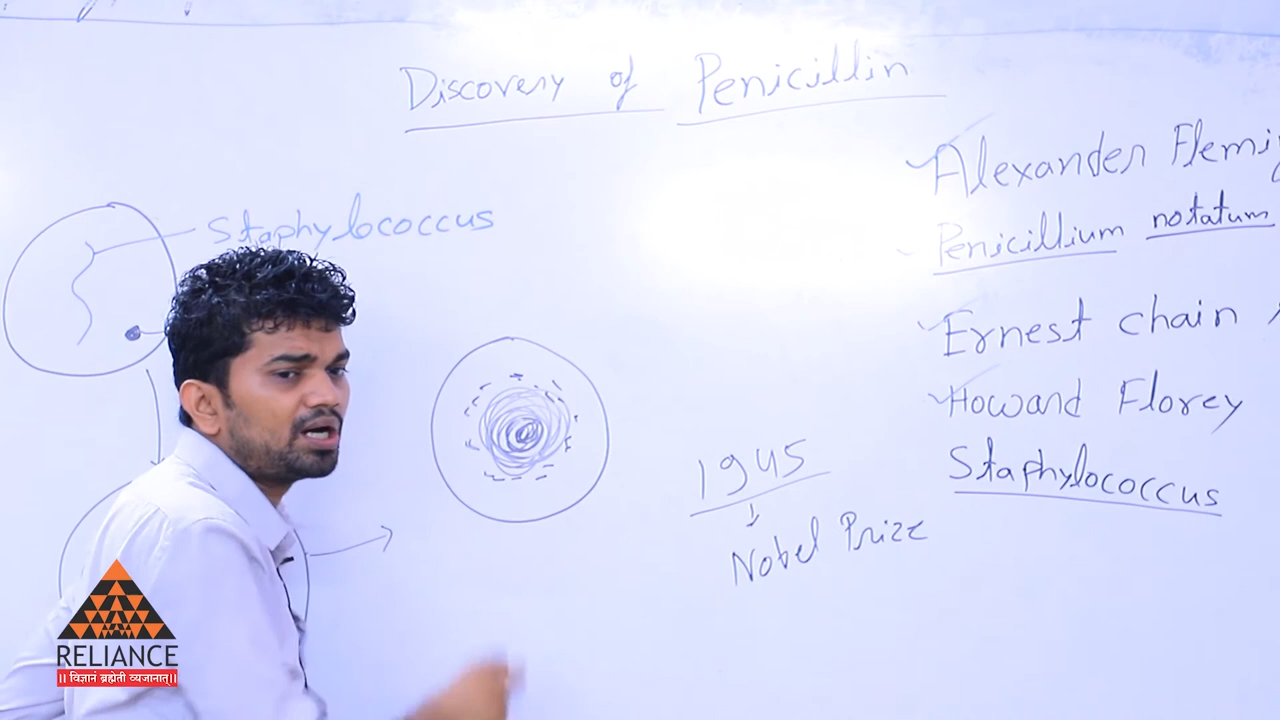 Discovery of Penicillin
Staphylococcus
Alexander Flemi
Penicillium notatum
Ernest chain
Howard Florey
Staphylococcus
1945
Nobel Prize
RELIANCE
|| विज्ञानं ब्रह्मेती व्यजानात्||